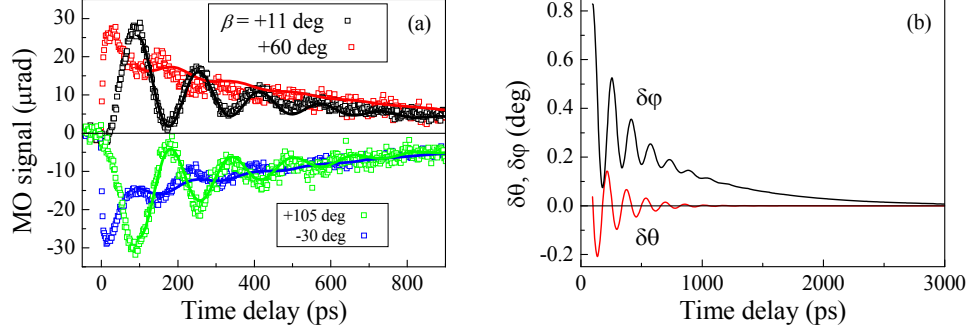 (a)
β = +11 deg
+60 deg
30
20
10
0
-10
-20
-30
MO signal (μrad)
+105 deg
-30 deg
0
200
400
600
800
Time delay (ps)
(b)
0.8
0.6
0.4
0.2
0.0
-0.2
δθ, δφ (deg)
δφ
δθ
0
1000
2000
3000
Time delay (ps)